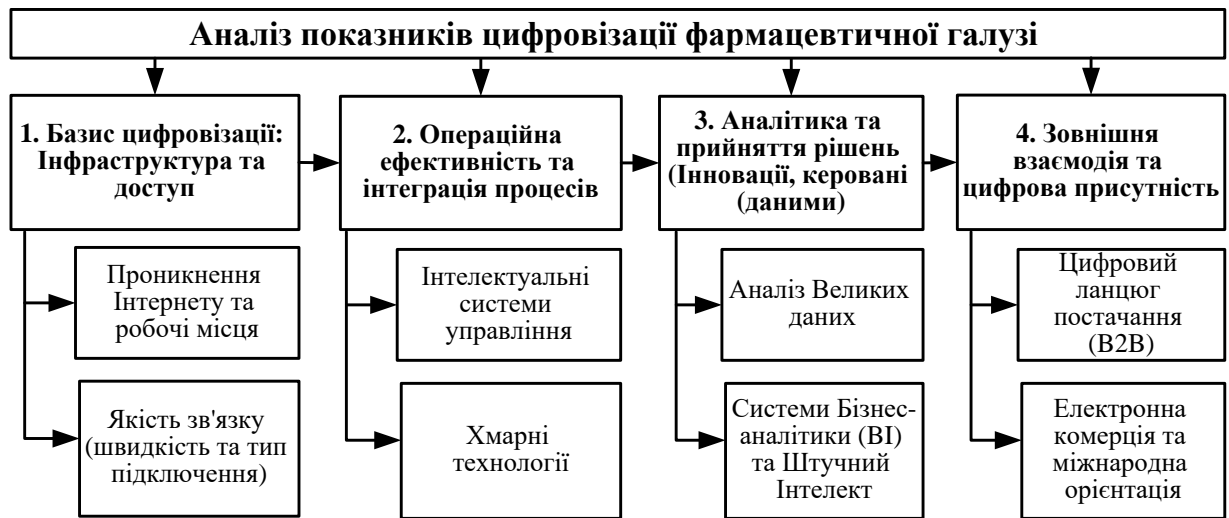 Аналіз показників цифровізації фармацевтичної галузі
1. Базис цифровізації:
Інфраструктура та
доступ
2. Операційна
ефективність та
інтеграція процесів
3. Аналітика та
прийняття рішень
(Інновації, керовані
(даними)
4. Зовнішня
взаємодія та
цифрова присутність
Проникнення
Інтернету та
робочі місця
Інтелектуальні
системи
управління
Аналіз Великих
даних
Цифровий
ланцюг
постачання
(B2B)
Якість зв'язку
(швидкість та тип
підключення)
Хмарні
технології
Системи Бізнес-
аналітики (BI)
та Штучний
Інтелект
Електронна
комерція та
міжнародна
орієнтація